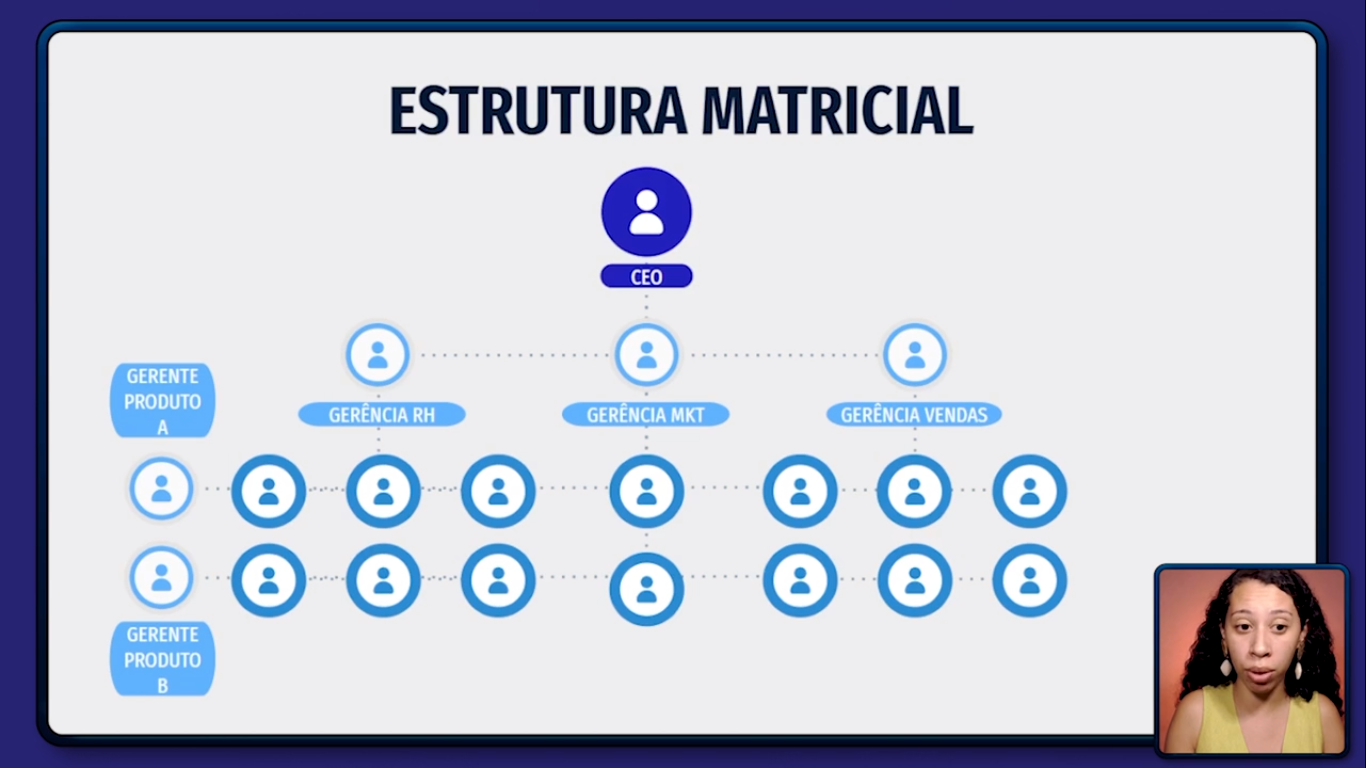 ESTRUTURA MATRICIAL
CEO
GERENTE
PRODUTO
A
GERÊNCIA RH
GERÊNCIA MKT
GERÊNCIA VENDAS
GERENTE
PRODUTO
B